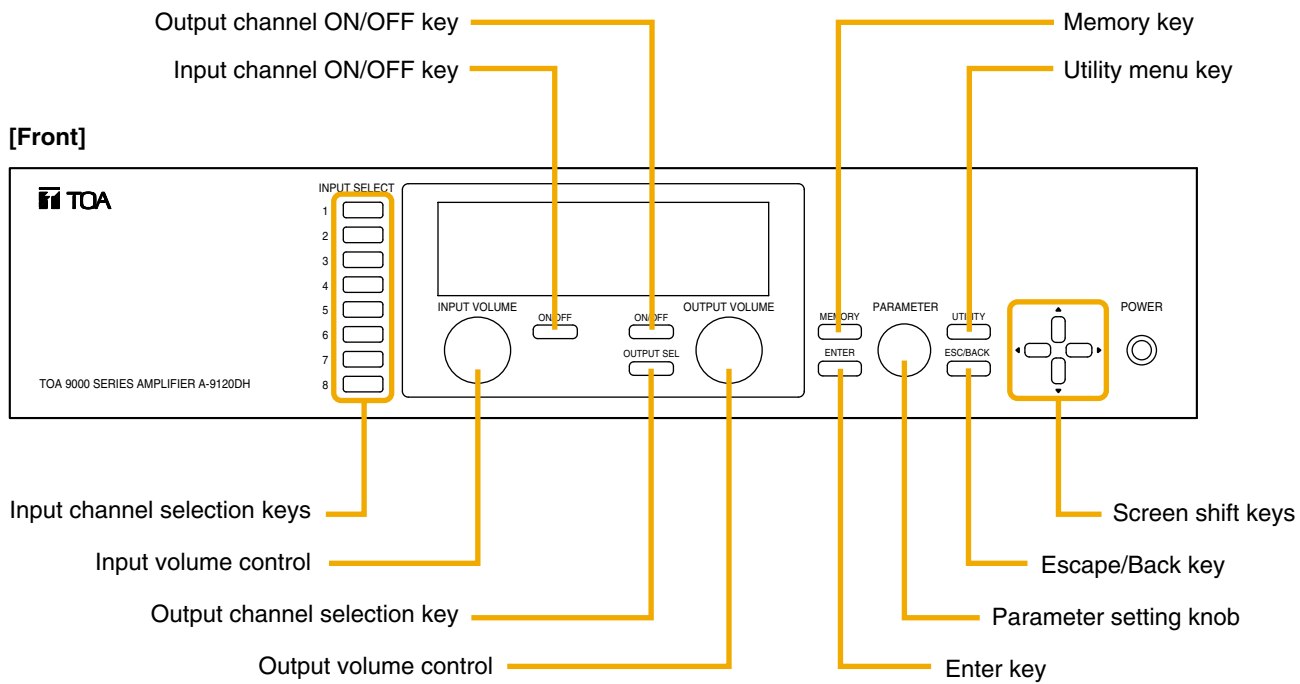 Output channel ON/OFF key
Memory key
Input channel ON/OFF key
Utility menu key
[Front]
TOA
INPUT SELECT
1
2
3
4
5
6
7
8
INPUT VOLUME
ON/OFF
ON/OFF
OUTPUT VOLUME
OUTPUT SEL
MEMORY
PARAMETER
UTILITY
POWER
ENTER
ESC/BACK
TOA 9000 SERIES AMPLIFIER A-9120DH
Input channel selection keys
Screen shift keys
Input volume control
Escape/Back key
Output channel selection key
Parameter setting knob
Output volume control
Enter key